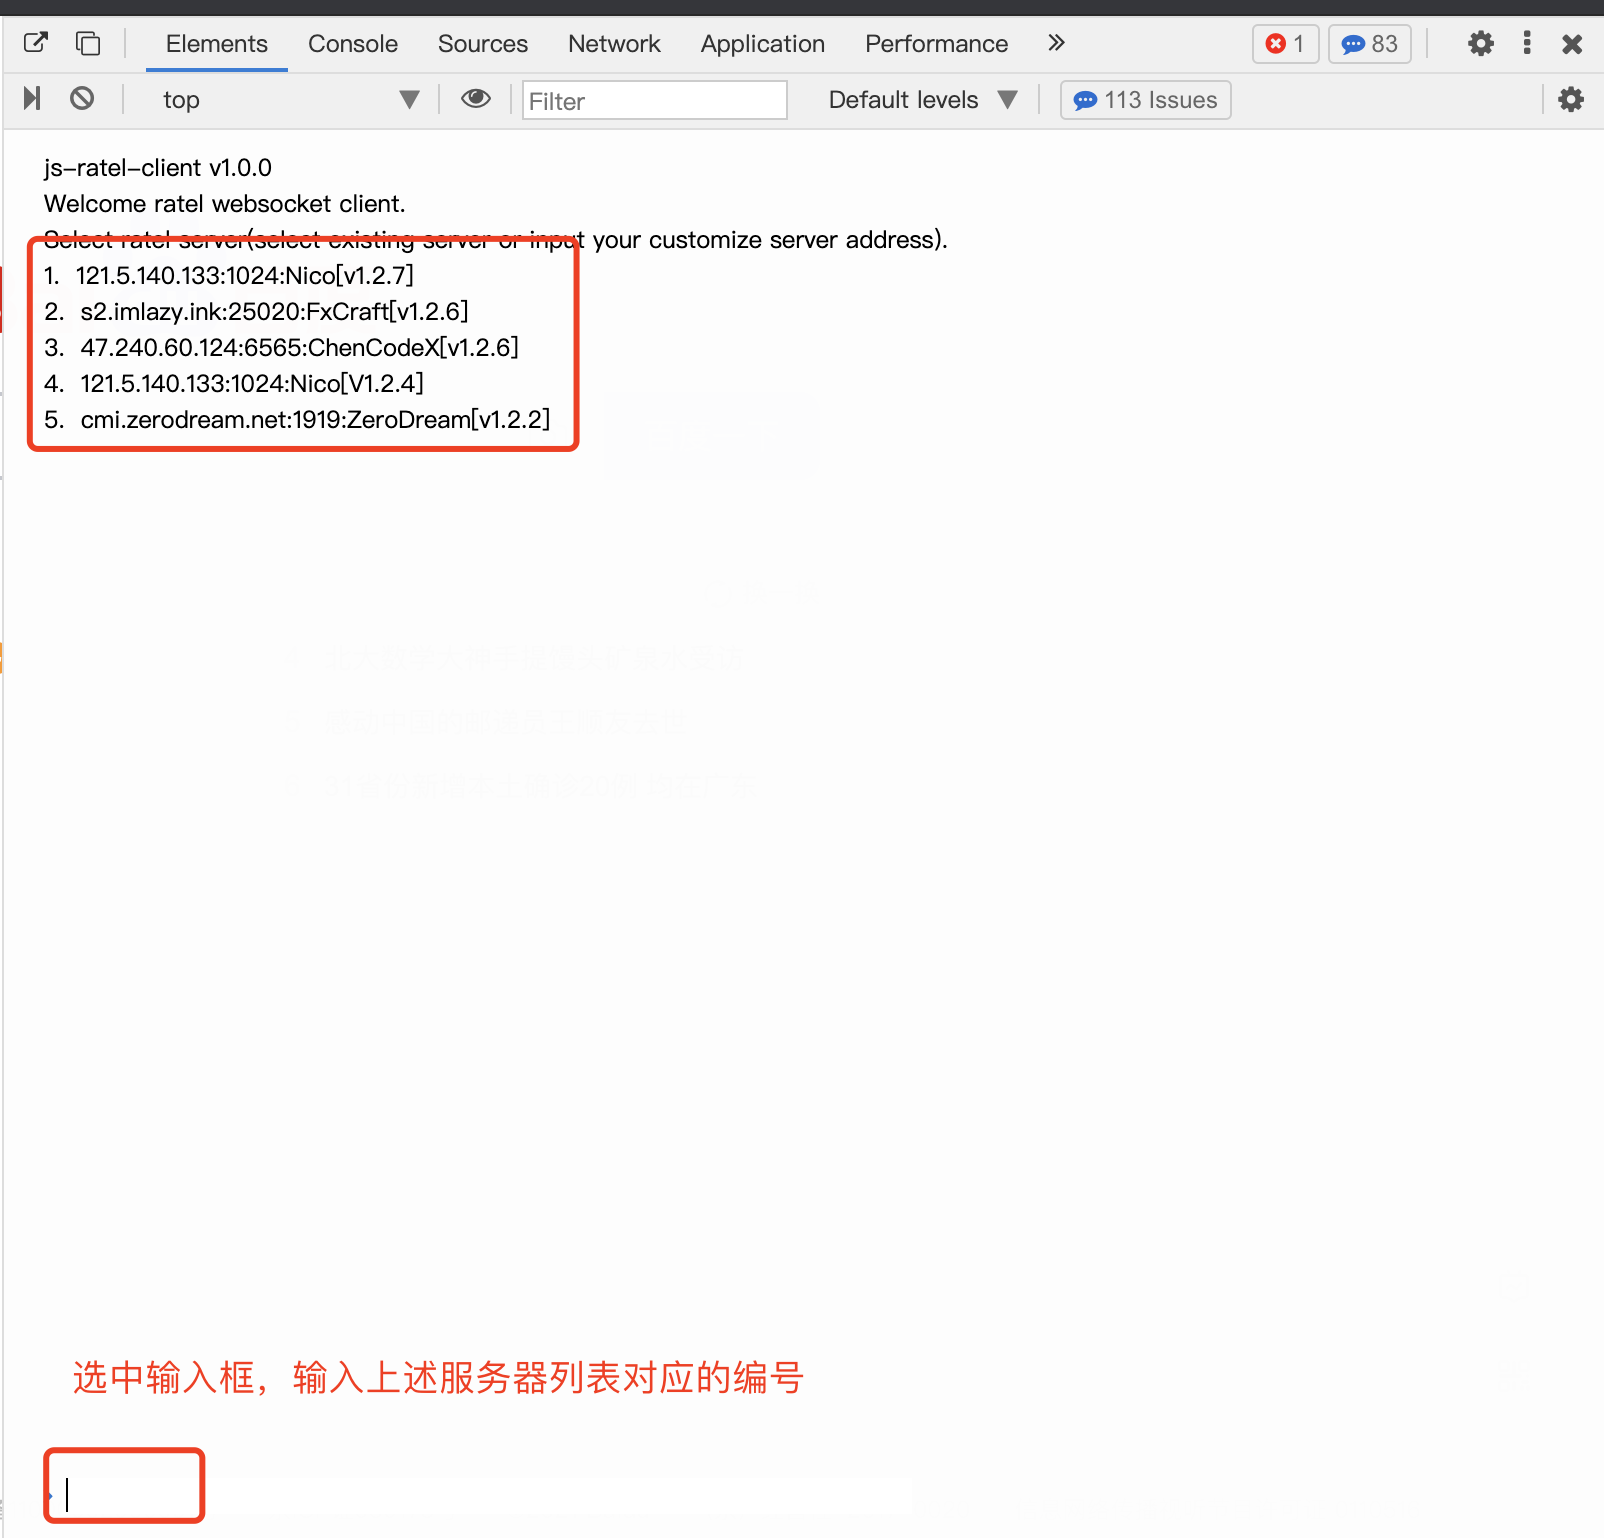 Elements Console Sources Network Application Performance 1 83
top Filter Default levels 113 Issues
js-ratel-client v1.0.0
Welcome ratel websocket client.
Select ratel server(select existing server or input your customize server address).
1. 121.5.140.133:1024:Nico[v1.2.7]
2. s2.imlazy.ink:25020:FxCraft[v1.2.6]
3. 47.240.60.124:6565:ChenCodeX[v1.2.6]
4. 121.5.140.133:1024:Nico[V1.2.4]
5. cmi.zerodream.net:1919:ZeroDream[v1.2.2]
选中输入框，输入上述服务器列表对应的编号